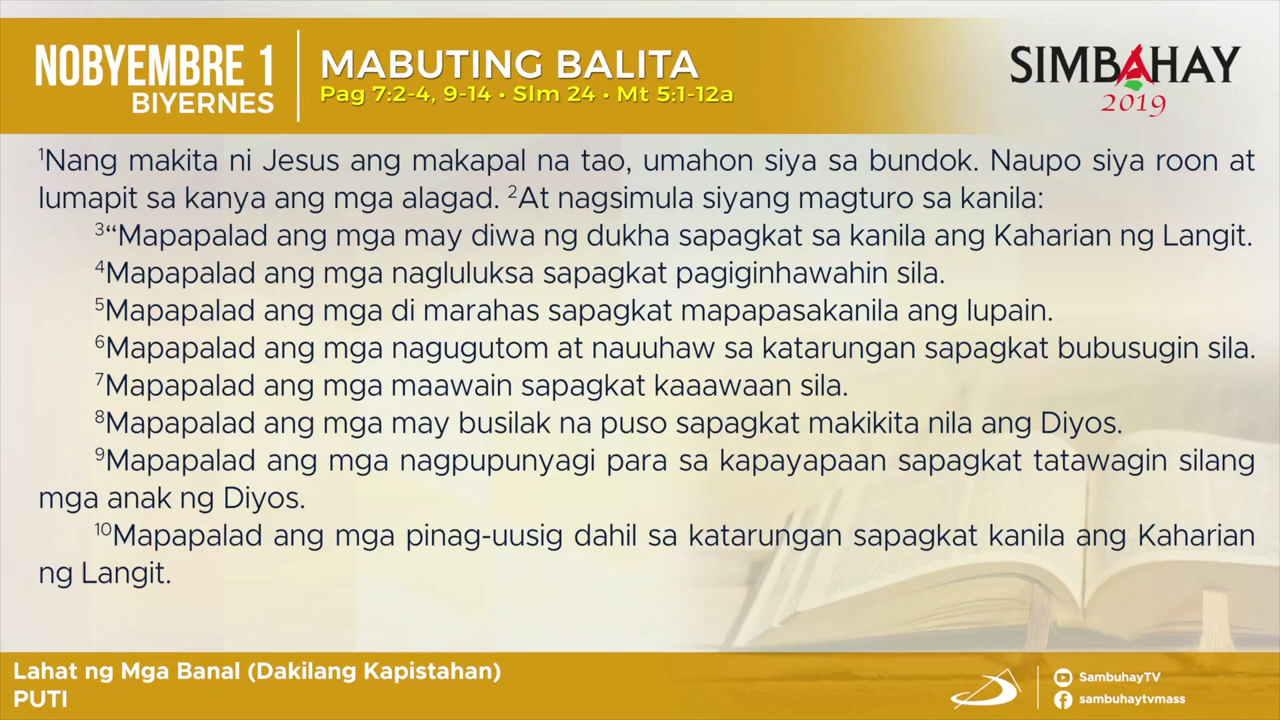 NOBYEMBRE 1
BIYERNES
MABUTING BALITA
Pag 7:2-4, 9-14 • Slm 24 • Mt 5:1-12a
SIMBAHAY
2019
¹Nang makita ni Jesus ang makapal na tao, umahon siya sa bundok. Naupo siya roon at
lumapit sa kanya ang mga alagad. ²At nagsimula siyang magturo sa kanila:
³“Mapapalad ang mga may diwa ng dukha sapagkat sa kanila ang Kaharian ng Langit.
⁴Mapapalad ang mga nagluluksa sapagkat pagiginhawahin sila.
⁵Mapapalad ang mga di marahas sapagkat mapapasakanila ang lupain.
⁶Mapapalad ang mga nagugutom at nauuhaw sa katarungan sapagkat bubusugin sila.
⁷Mapapalad ang mga maawain sapagkat kaaawaan sila.
⁸Mapapalad ang mga may busilak na puso sapagkat makikita nila ang Diyos.
⁹Mapapalad ang mga nagpupunyagi para sa kapayapaan sapagkat tatawagin silang
mga anak ng Diyos.
¹⁰Mapapalad ang mga pinag-uusig dahil sa katarungan sapagkat kanila ang Kaharian
ng Langit.
Lahat ng Mga Banal (Dakilang Kapistahan)
PUTI
SambuhayTV
sambuhaytvmass